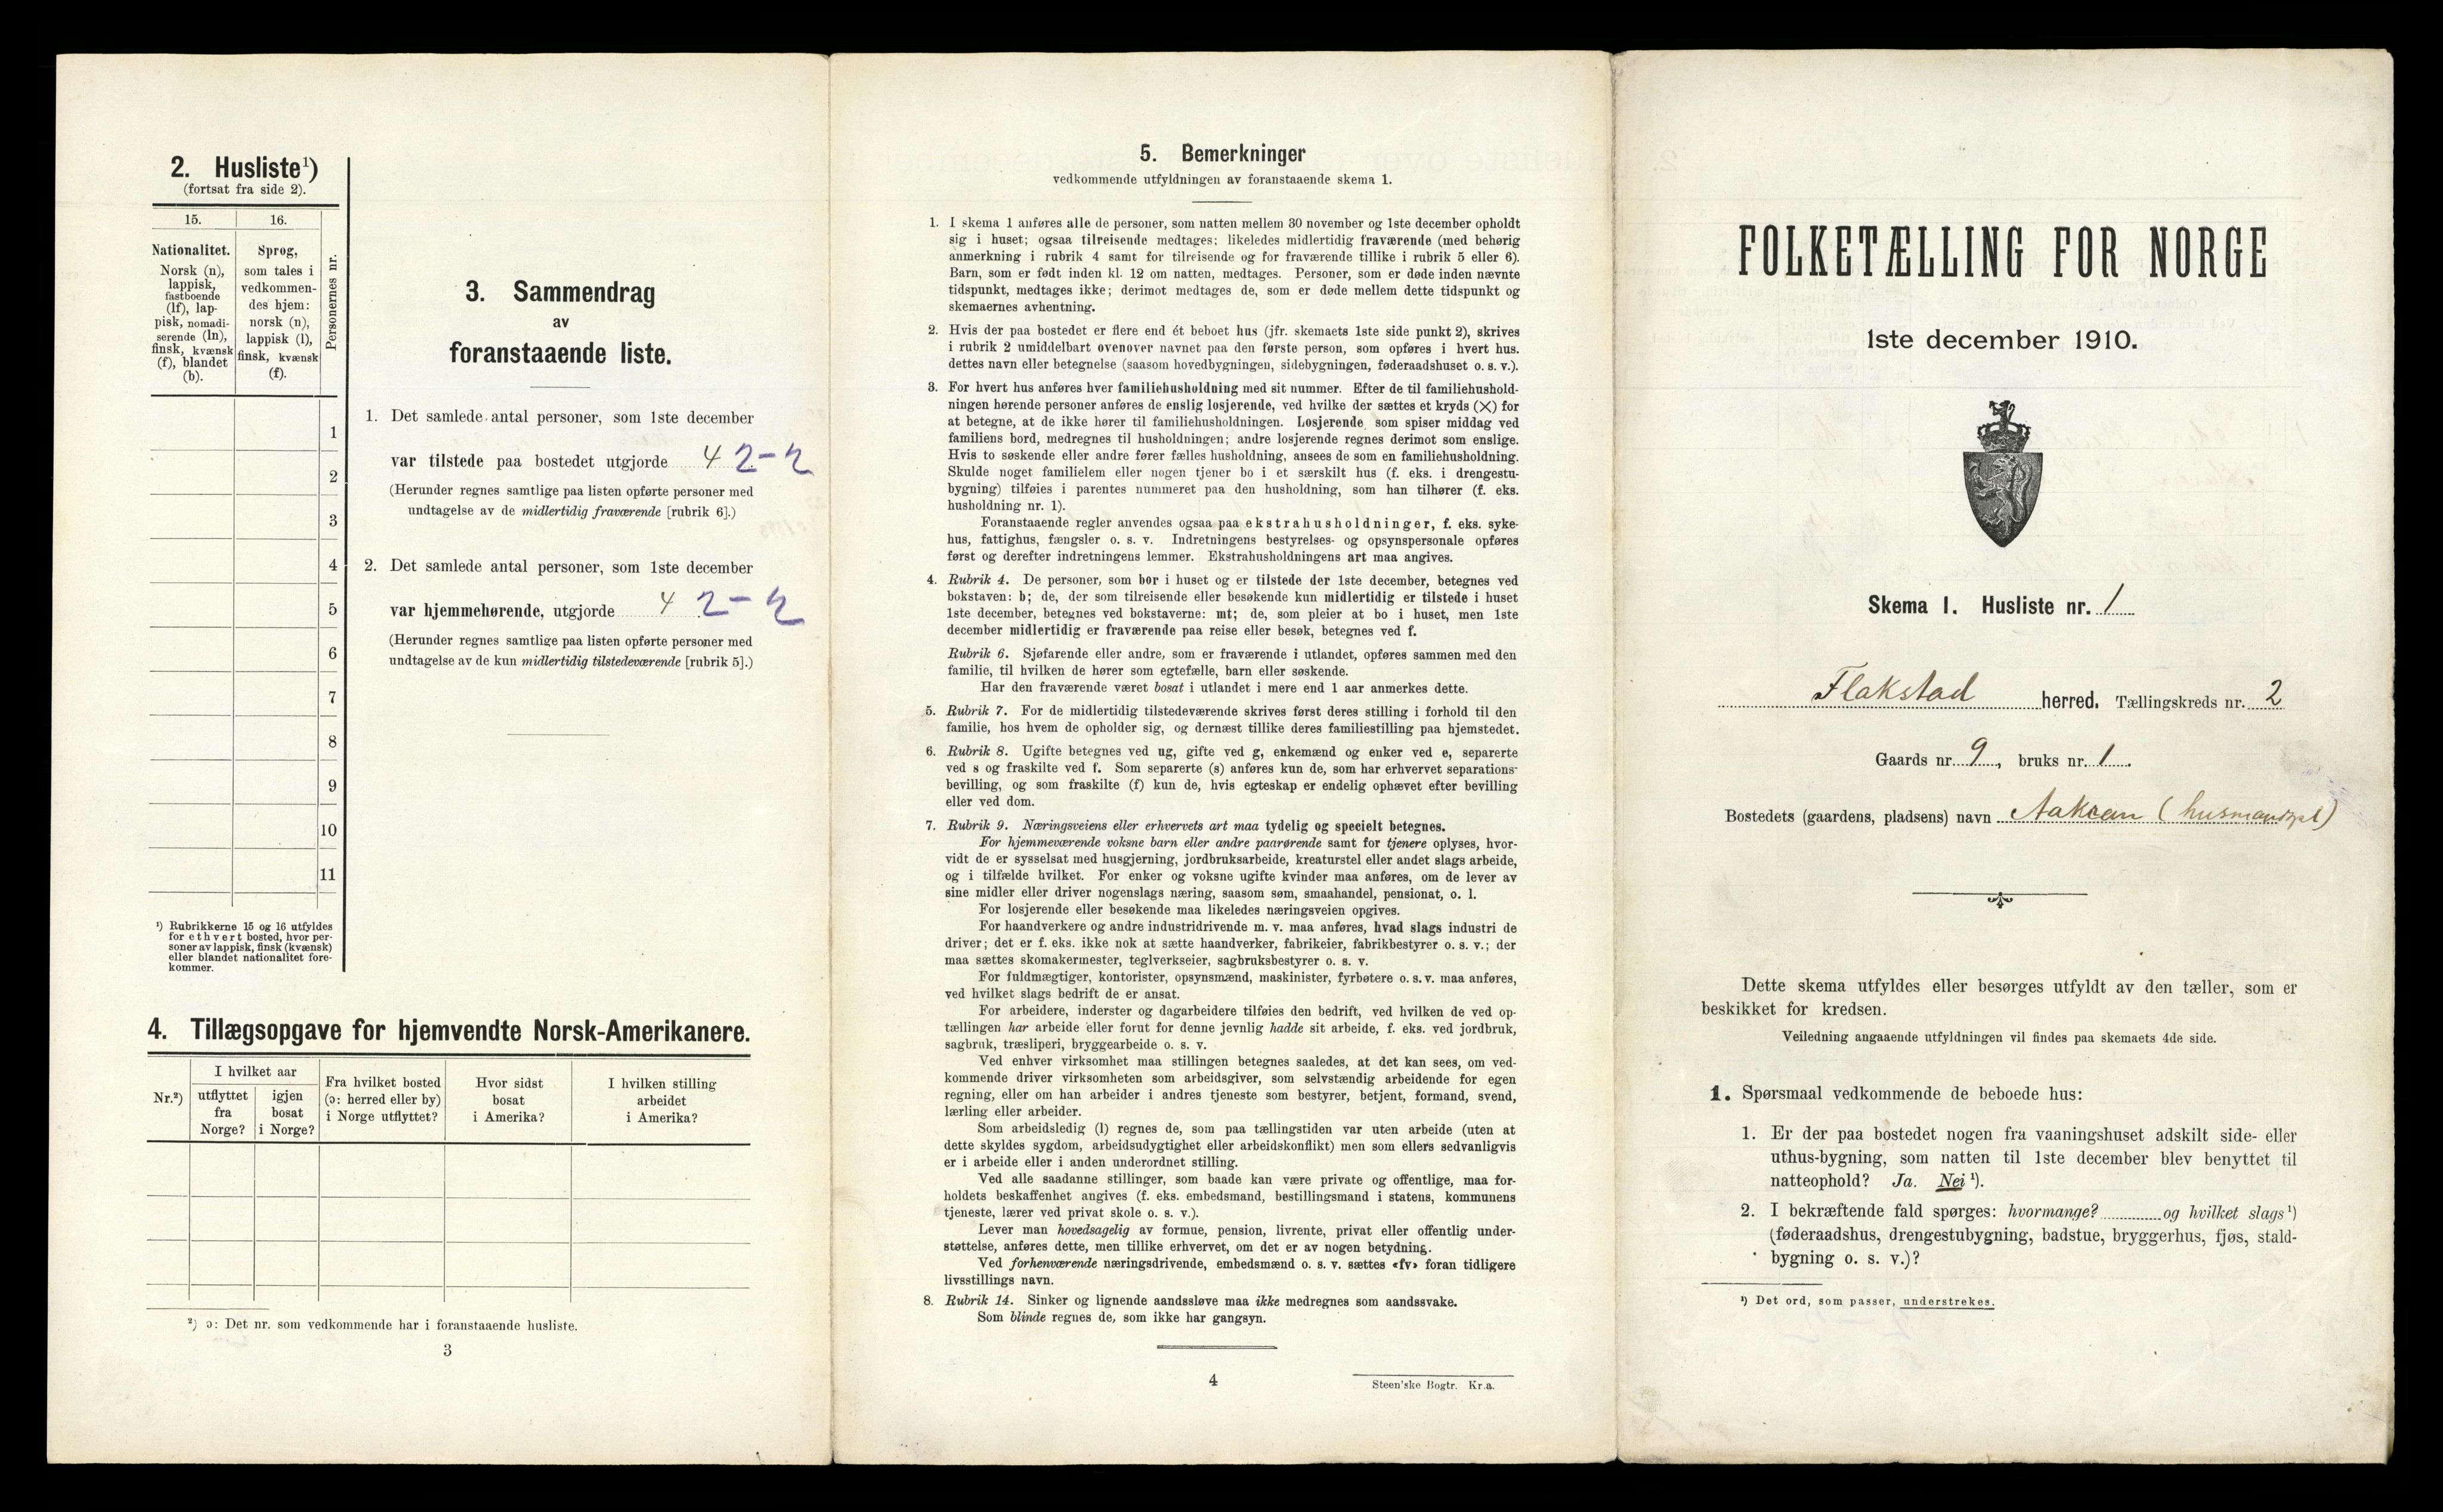 2. Husliste¹)
(fortsat fra side 2).
15.
16.
Nationalitet.
Norsk (n),
lappisk,
fastboende
(lf), lap-
pisk, nomadi-
serende (ln),
finsk, kvænsk
(f), blandet
(b).
Sprog,
som tales i
vedkommen-
des hjem:
norsk (n),
lappisk (l),
finsk, kvænsk
(f).
Personernes nr.
1
2
3
4
5
6
7
8
9
10
11
¹) Rubrikkerne 15 og 16 utfyldes
for ethvert bosted, hvor per-
soner av lappisk, finsk (kvænsk)
eller blandet nationalitet fore-
kommer.
3. Sammendrag
av
foranstaaende liste.
1. Det samlede antal personer, som 1ste december
var tilstede paa bostedet utgjorde 4 2-2
(Herunder regnes samtlige paa listen opførte personer med
undtagelse av de midlertidig fraværende [rubrik 6].)
2. Det samlede antal personer, som 1ste december
var hjemmehørende, utgjorde 4 2-2
(Herunder regnes samtlige paa listen opførte personer med
undtagelse av de kun midlertidig tilstedeværende [rubrik 5].)
4. Tillægsopgave for hjemvendte Norsk-Amerikanere.
Nr.²)
I hvilket aar
utflyttet
fra
Norge?
igjen
bosat
i Norge?
Fra hvilket bosted
(ɔ: herred eller by)
i Norge utflyttet?
Hvor sidst
bosat
i Amerika?
I hvilken stilling
arbeidet
i Amerika?
²) ɔ: Det nr. som vedkommende har i foranstaaende husliste.
3
5. Bemerkninger
vedkommende utfyldningen av foranstaaende skema 1.
1. I skema 1 anføres alle de personer, som natten mellem 30 november og 1ste december opholdt
sig i huset; ogsaa tilreisende medtages; likeledes midlertidig fraværende (med behørig
anmerkning i rubrik 4 samt for tilreisende og for fraværende tillike i rubrik 5 eller 6).
Barn, som er født inden kl. 12 om natten, medtages. Personer, som er døde inden nævnte
tidspunkt, medtages ikke; derimot medtages de, som er døde mellem dette tidspunkt og
skemaernes avhentning.
2. Hvis der paa bostedet er flere end ét beboet hus (jfr. skemaets 1ste side punkt 2), skrives
i rubrik 2 umiddelbart ovenover navnet paa den første person, som opføres i hvert hus.
dettes navn eller betegnelse (saasom hovedbygningen, sidebygningen, føderaadshuset o. s. v.).
3. For hvert hus anføres hver familiehusholdning med sit nummer. Efter de til familiehushold-
ningen hørende personer anføres de enslig losjerende, ved hvilke der sættes et kryds (X) for
at betegne, at de ikke hører til familiehusholdningen. Losjerende som spiser middag ved
familiens bord, medregnes til husholdningen; andre losjerende regnes derimot som enslige.
Hvis to søskende eller andre fører fælles husholdning, ansees de som en familiehusholdning.
Skulde noget familielem eller nogen tjener bo i et særskilt hus (f. eks. i drengestu-
bygning) tilføies i parentes nummeret paa den husholdning, som han tilhører (f. eks.
husholdning nr. 1).
Foranstaaende regler anvendes ogsaa paa ekstrahusholdninger, f. eks. syke-
hus, fattighus, fængsler o. s. v. Indretningens bestyrelses- og opsynspersonale opføres
først og derefter indretningens lemmer. Ekstrahusholdningens art maa angives.
4. Rubrik 4. De personer, som bor i huset og er tilstede der 1ste december, betegnes ved
bokstaven: b; de, der som tilreisende eller besøkende kun midlertidig er tilstede i huset
1ste december, betegnes ved bokstaverne: mt; de, som pleier at bo i huset, men 1ste
december midlertidig er fraværende paa reise eller besøk, betegnes ved f.
Rubrik 6. Sjøfarende eller andre, som er fraværende i utlandet, opføres sammen med den
familie, til hvilken de hører som egtefælle, barn eller søskende.
Har den fraværende været bosat i utlandet i mere end 1 aar anmerkes dette.
5. Rubrik 7. For de midlertidig tilstedeværende skrives først deres stilling i forhold til den
familie, hos hvem de opholder sig, og dernæst tillike deres familiestilling paa hjemstedet.
6. Rubrik 8. Ugifte betegnes ved ug, gifte ved g, enkemænd og enker ved e, separerte
ved s og fraskilte ved f. Som separerte (s) anføres kun de, som har erhvervet separations-
bevilling, og som fraskilte (f) kun de, hvis egteskap er endelig ophævet efter bevilling
eller ved dom.
7. Rubrik 9. Næringsveiens eller erhvervets art maa tydelig og specielt betegnes.
For hjemmeværende voksne barn eller andre paarørende samt for tjenere oplyses, hvor-
vidt de er sysselsat med husgjerning, jordbruksarbeide, kreaturstel eller andet slags arbeide,
og i tilfælde hvilket. For enker og voksne ugifte kvinder maa anføres, om de lever av
sine midler eller driver nogenslags næring, saasom søm, smaahandel, pensionat, o. l.
For losjerende eller besøkende maa likeledes næringsveien opgives.
For haandverkere og andre industridrivende m. v. maa anføres, hvad slags industri de
driver; det er f. eks. ikke nok at sætte haandverker, fabrikeier, fabrikbestyrer o. s. v.; der
maa sættes skomakermester, teglverkseier, sagbruksbestyrer o. s. v.
For fuldmægtiger, kontorister, opsynsmænd, maskinister, fyrbøtere o. s. v. maa anføres,
ved hvilket slags bedrift de er ansat.
For arbeidere, inderster og dagarbeidere tilføies den bedrift, ved hvilken de ved op-
tællingen har arbeide eller forut for denne jevnlig hadde sit arbeide, f. eks. ved jordbruk,
sagbruk, træsliperi, bryggearbeide o. s. v.
Ved enhver virksomhet maa stillingen betegnes saaledes, at det kan sees, om ved-
kommende driver virksomheten som arbeidsgiver, som selvstændig arbeidende for egen
regning, eller om han arbeider i andres tjeneste som bestyrer, betjent, formand, svend,
lærling eller arbeider.
Som arbeidsledig (l) regnes de, som paa tællingstiden var uten arbeide (uten at
dette skyldes sygdom, arbeidsudygtighet eller arbeidskonflikt) men som ellers sedvanligvis
er i arbeide eller i anden underordnet stilling.
Ved alle saadanne stillinger, som baade kan være private og offentlige, maa for-
holdets beskaffenhet angives (f. eks. embedsmand, bestillingsmand i statens, kommunens
tjeneste, lærer ved privat skole o. s. v.).
Lever man hovedsagelig av formue, pension, livrente, privat eller offentlig under-
støttelse, anføres dette, men tillike erhvervet, om det er av nogen betydning.
Ved forhenværende næringsdrivende, embedsmænd o. s. v. sættes «fv» foran tidligere
livsstillings navn.
8. Rubrik 14. Sinker og lignende aandssløve maa ikke medregnes som aandssvake.
Som blinde regnes de, som ikke har gangsyn.
4
Steen'ske Bogtr. Kr.a.
FOLKETÆLLING FOR NORGE
1ste december 1910.
Skema I. Husliste nr. 1
Flakstad herred. Tællingskreds nr. 2
Gaards nr. 9, bruks nr. 1.
Bostedets (gaardens, pladsens) navn Aakran (husmandspl)
Dette skema utfyldes eller besørges utfyldt av den tæller, som er
beskikket for kredsen.
Veiledning angaaende utfyldningen vil findes paa skemaets 4de side.
1. Spørsmaal vedkommende de beboede hus:
1. Er der paa bostedet nogen fra vaaningshuset adskilt side- eller
uthus-bygning, som natten til 1ste december blev benyttet til
natteophold? Ja. Nei ¹).
2. I bekræftende fald spørges: hvormange? og hvilket slags ¹)
(føderaadshus, drengestubygning, badstue, bryggerhus, fjøs, stald-
bygning o. s. v.)?
¹) Det ord, som passer, understrekes.